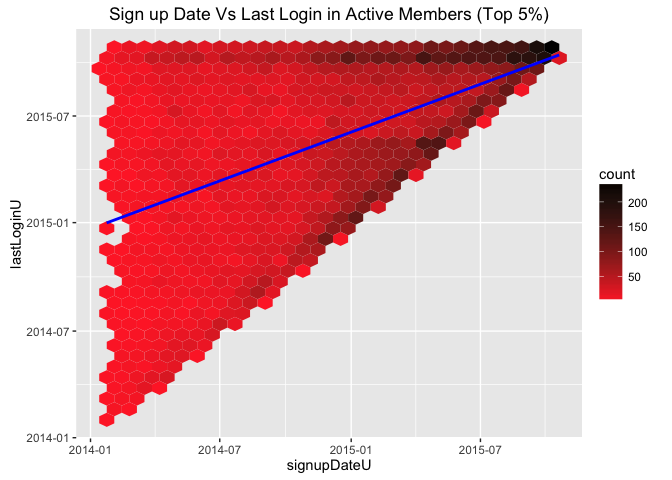 Sign up Date Vs Last Login in Active Members (Top 5%)
lastLoginU
2015-07
2015-01
2014-07
2014-01
2014-01 2014-07 2015-01 2015-07
signupDateU
count
200
150
100
50